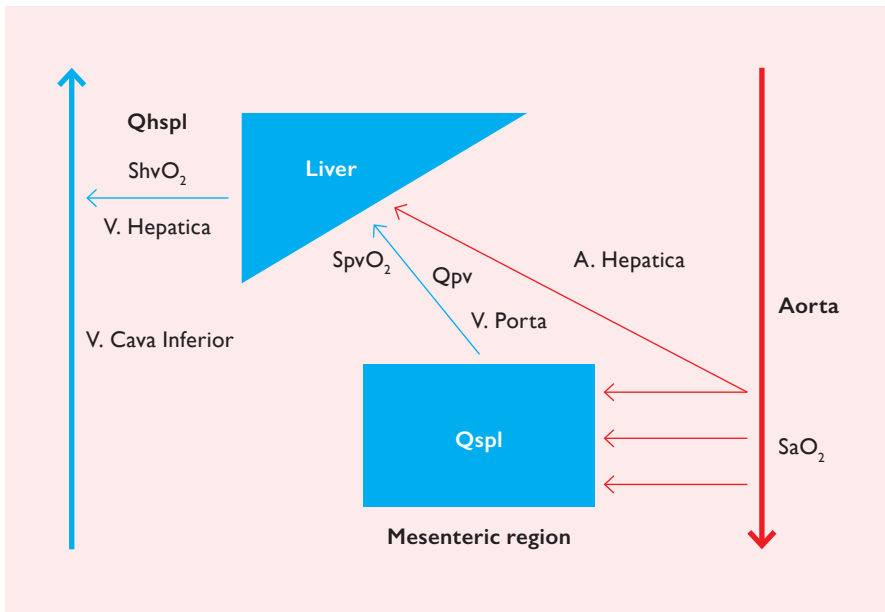 Qhspl
ShvO₂
V. Hepatica
Liver
SpvO₂
Qpv
A. Hepatica
V. Porta
Aorta
V. Cava Inferior
Qspl
SaO₂
Mesenteric region